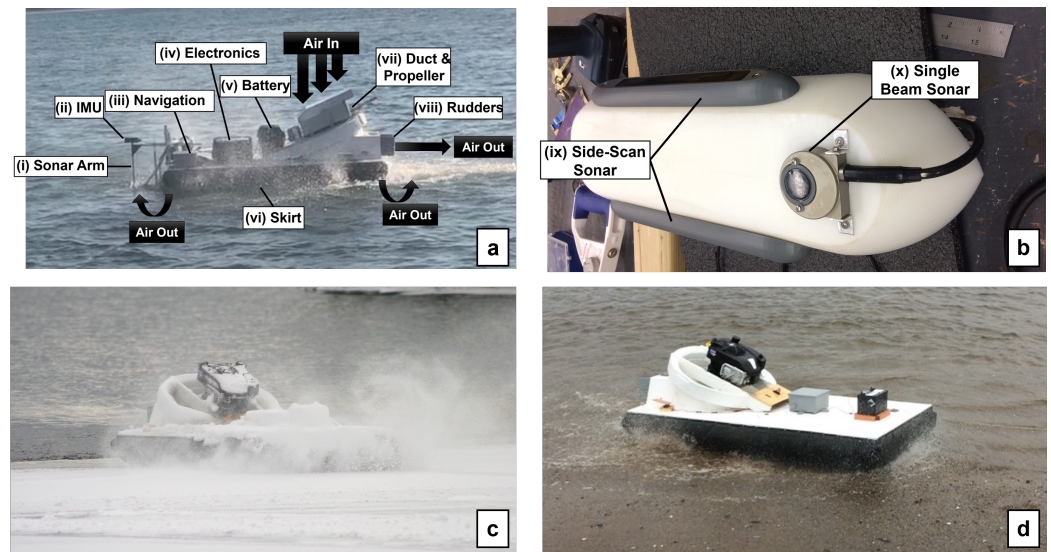 Air In
(iv) Electronics
(vii) Duct &
Propeller
(v) Battery
(ii) IMU
(iii) Navigation
(viii) Rudders
(i) Sonar Arm
Air Out
(vi) Skirt
Air Out
Air Out
a
(x) Single
Beam Sonar
(ix) Side-Scan
Sonar
b
c
d